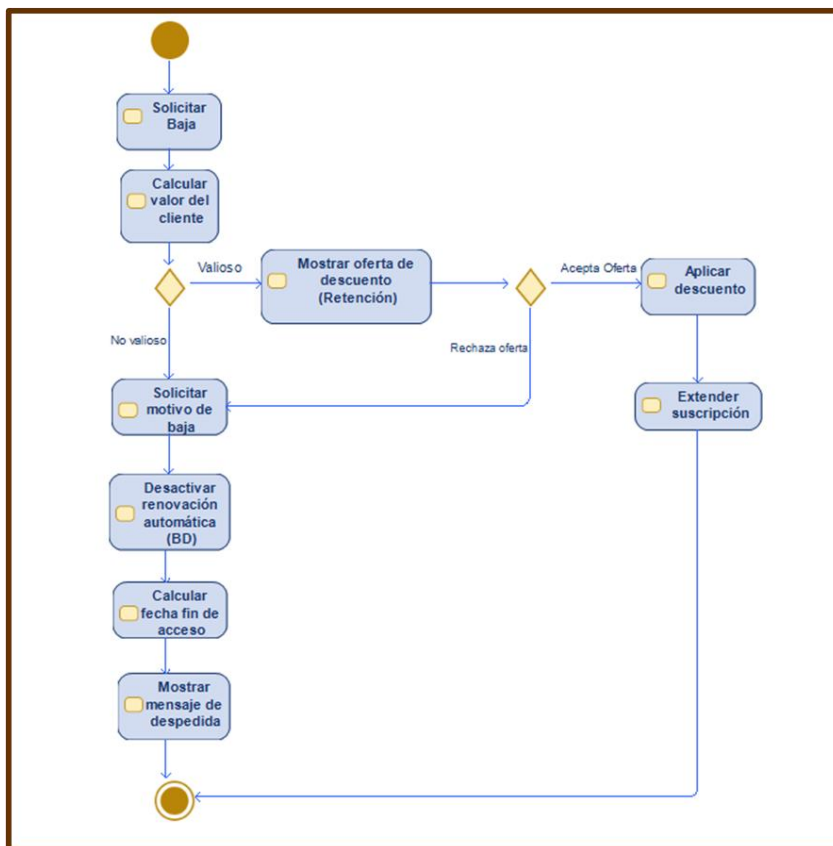 Solicitar
Baja
Calcular
valor del
cliente
Valioso
Mostrar oferta de
descuento
(Retención)
Acepta Oferta
Aplicar
descuento
No valioso
Rechaza oferta
Solicitar
motivo de
baja
Extender
suscripción
Desactivar
renovación
automática
(BD)
Calcular
fecha fin de
acceso
Mostrar
mensaje de
despedida